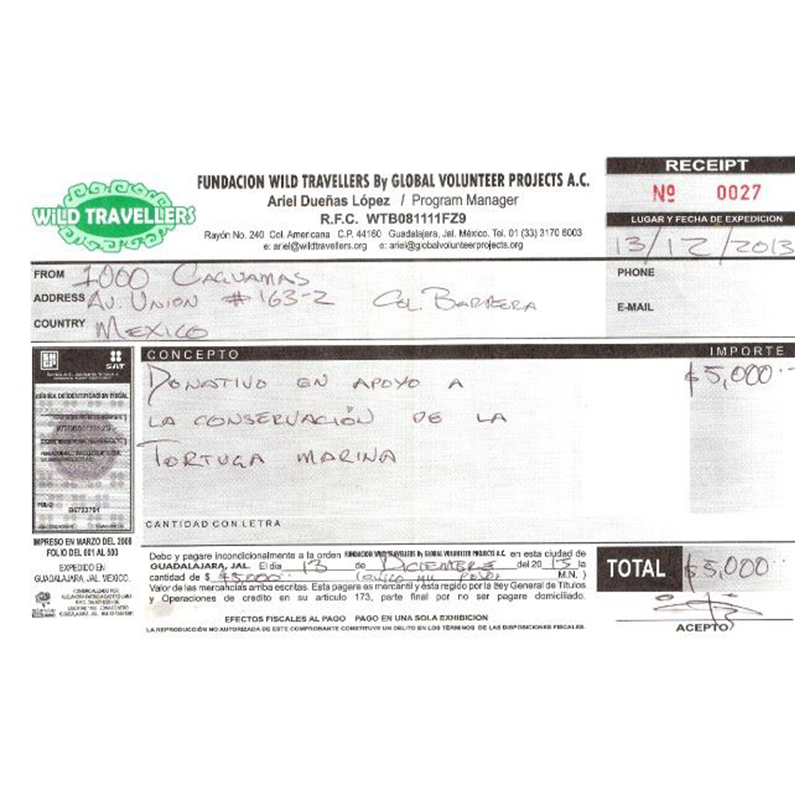 WiLD TRAVELLERS
FUNDACION WILD TRAVELLERS By GLOBAL VOLUNTEER PROJECTS A.C.
Ariel Dueñas López / Program Manager
R.F.C. WTB081111FZ9
Rayón No. 240 Col. Americana C.P. 44160 Guadalajara, Jal. México. Tel. 01 (33) 3170 6003
e: ariel@wildtravellers.org e: ariel@globalvolunteerprojects.org
RECEIPT
Nº 0027
LUGAR Y FECHA DE EXPEDICION
13/12/2013
FROM 1000 CAGUAMAS
ADDRESS AV. UNION #163-2 COL. BARRERA
COUNTRY MEXICO
PHONE
E-MAIL
SAT
CONCEPTO IMPORTE
DONATIVO EN APOYO A $5,000
LA CONSERVACIÓN DE LA
TORTUGA MARINA
CANTIDAD CON LETRA
IMPRESO EN MARZO DEL 2009
FOLIO DEL 001 AL 500
EXPEDIDO EN
GUADALAJARA, JAL. MEXICO.
Debo y pagare incondicionalmente a la orden FUNDACION WILD TRAVELLERS By GLOBAL VOLUNTEER PROJECTS A.C. en esta ciudad de
GUADALAJARA, JAL. El dia 13 de DICIEMBRE del 2013 la
cantidad de $ $5,000 (CINCO MIL PESOS M.N. )
Valor de las mercancias arriba escritas. Este pagare es mercantil y ésta regido por la ley General de Titulos
y Operaciones de credito en su articulo 173, parte final por no ser pagare domiciliado.
EFECTOS FISCALES AL PAGO PAGO EN UNA SOLA EXHIBICION
LA REPRODUCCIÓN NO AUTORIZADA DE ESTE COMPROBANTE CONSTITUYE UN DELITO EN LOS TÉRMINOS DE LAS DISPOSICIONES FISCALES.
TOTAL $5,000
ACEPTO